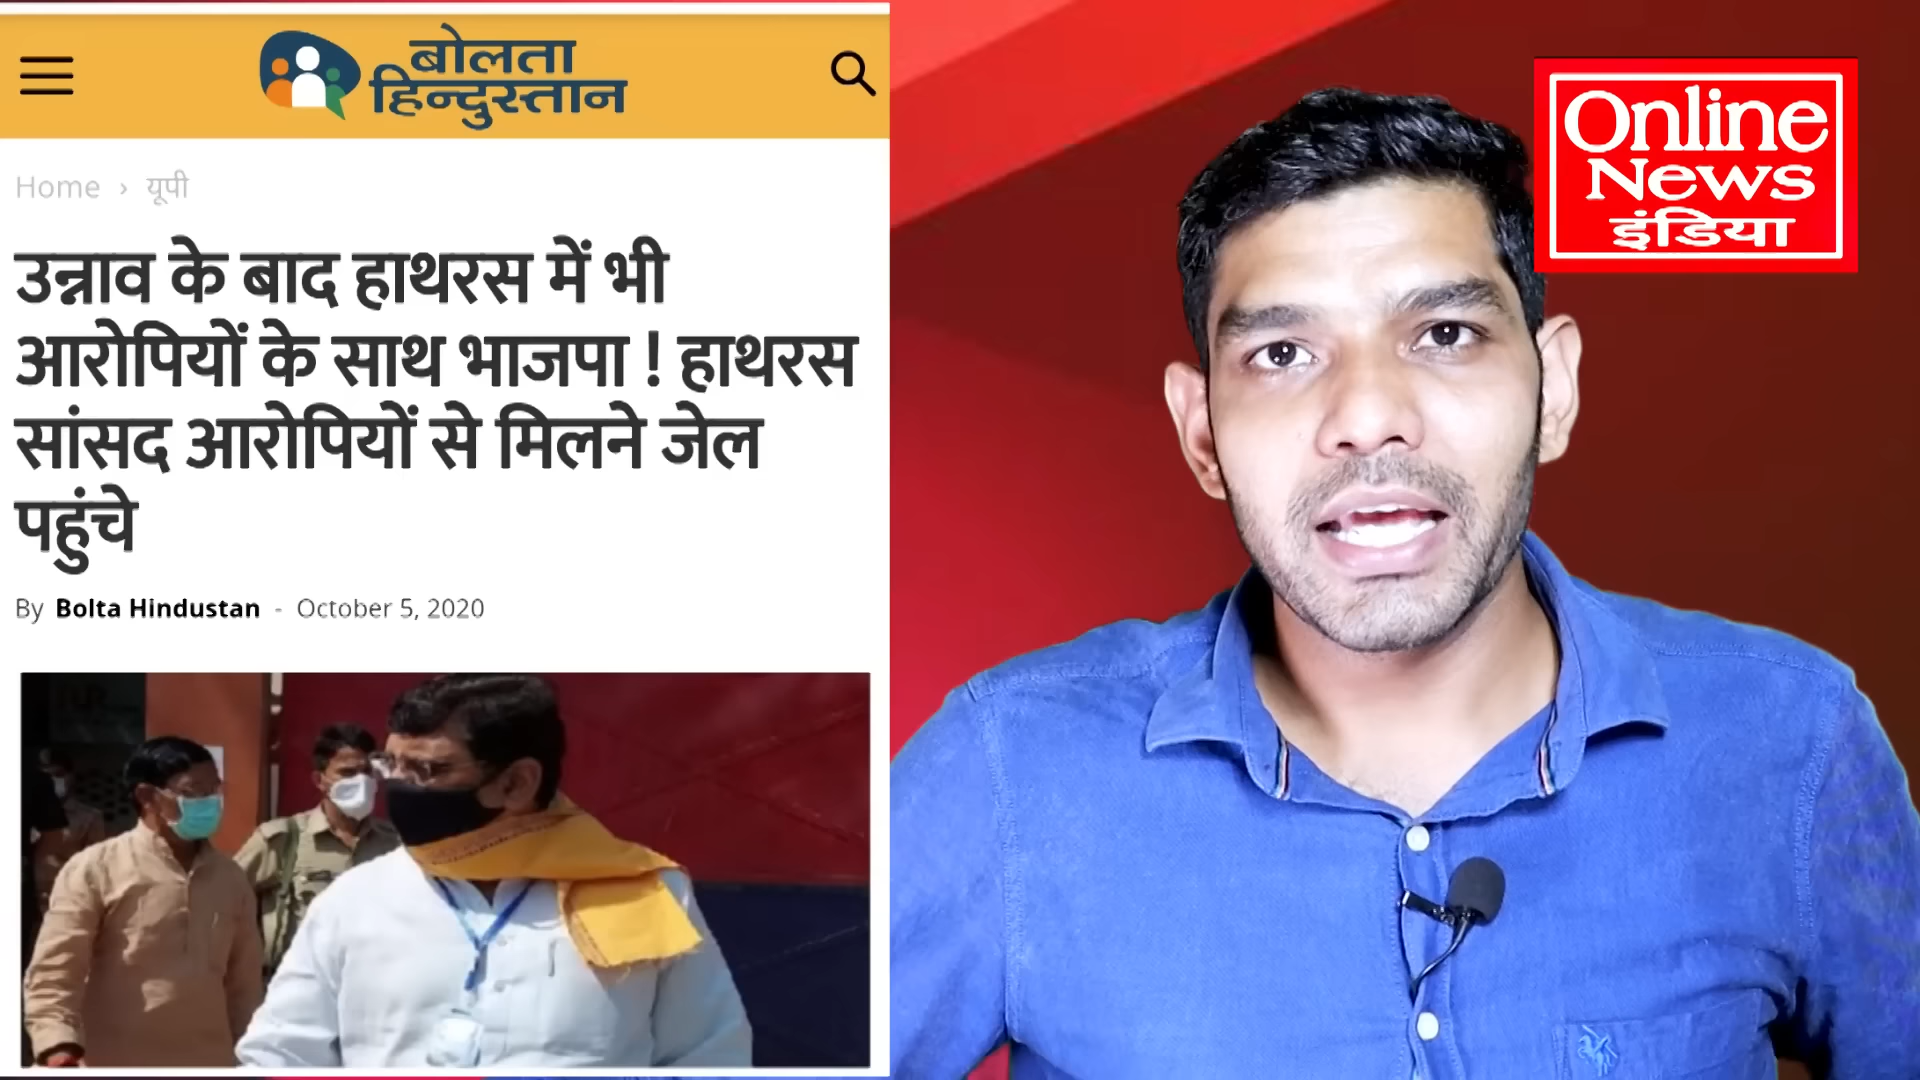 बोलता
हिन्दुस्तान
Home › यूपी
उन्नाव के बाद हाथरस में भी
आरोपियों के साथ भाजपा ! हाथरस
सांसद आरोपियों से मिलने जेल
पहुंचे
By Bolta Hindustan - October 5, 2020
Online
News
इंडिया